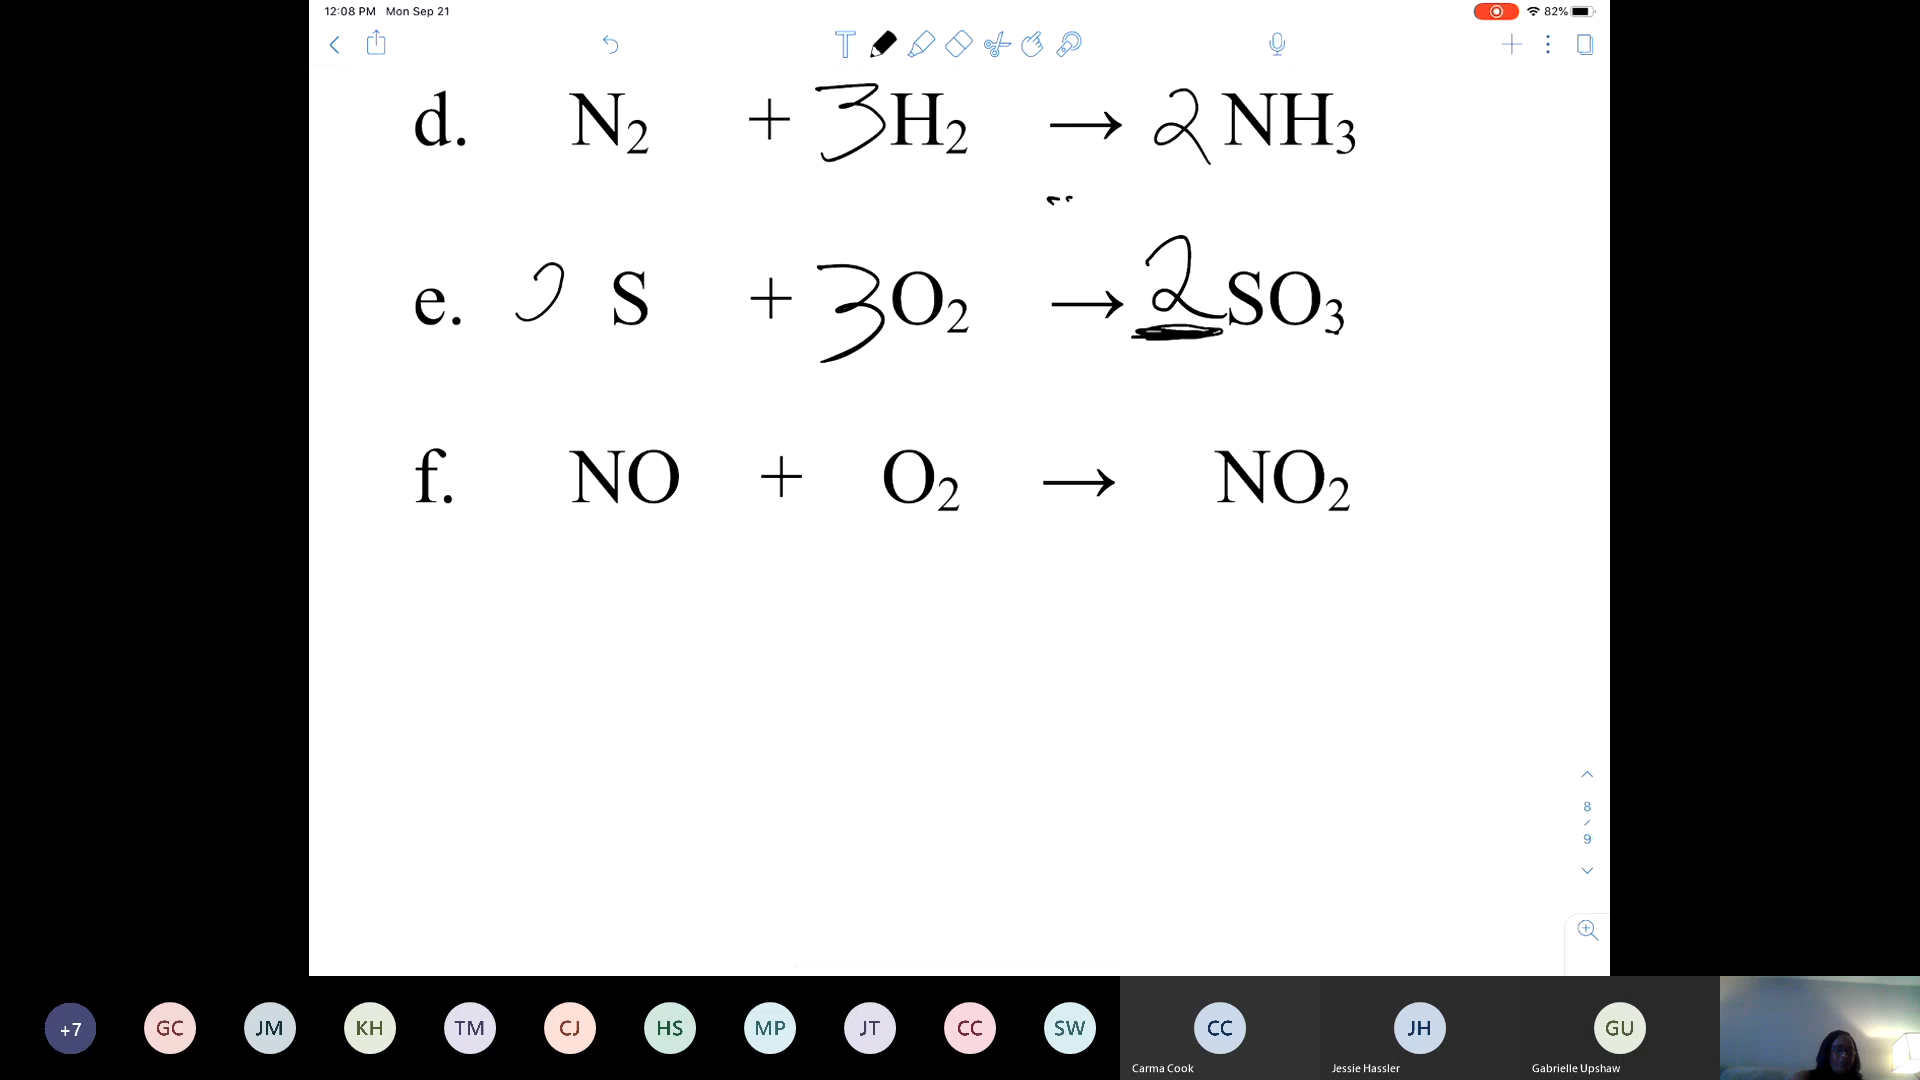 12:08 PM Mon Sep 21
82%
T
d. N₂ + 3H₂ → 2NH₃
e. 2 S + 3O₂ → 2SO₃
f. NO + O₂ → NO₂
8
/
9
+7 GC JM KH TM CJ HS MP JT CC SW CC JH GU
Carma Cook Jessie Hassler Gabrielle Upshaw